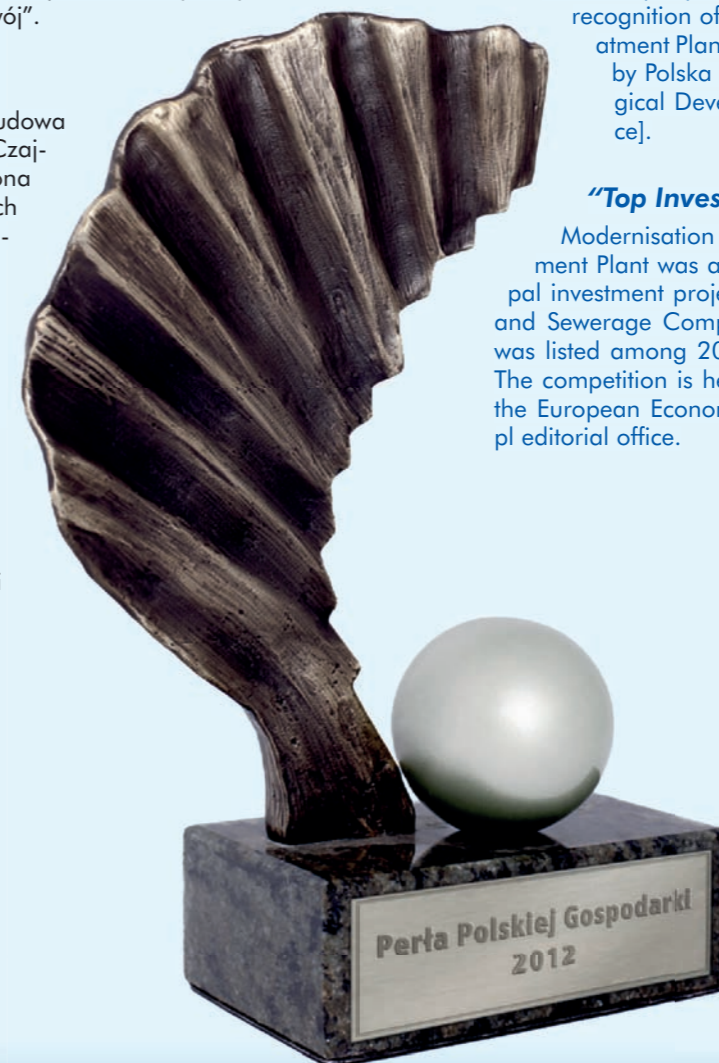 wój”.
udowa
Czaj-
ona
ch
-
i
recognition of
atment Plan
by Polska
gical Deve
ce].
“Top Inves
Modernisation
ment Plant was a
pal investment proje
and Sewerage Comp
was listed among 20
The competition is he
the European Econom
pl editorial office.
Perła Polskiej Gospodarki
2012